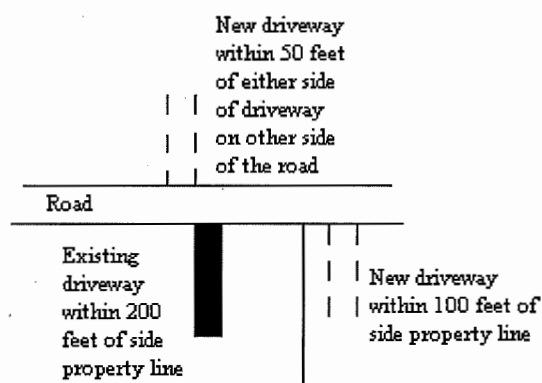 New driveway
within 50 feet
of either side
of driveway
on other side
of the road
Road
Existing
driveway
within 200
feet of side
property line
New driveway
within 100 feet of
side property line